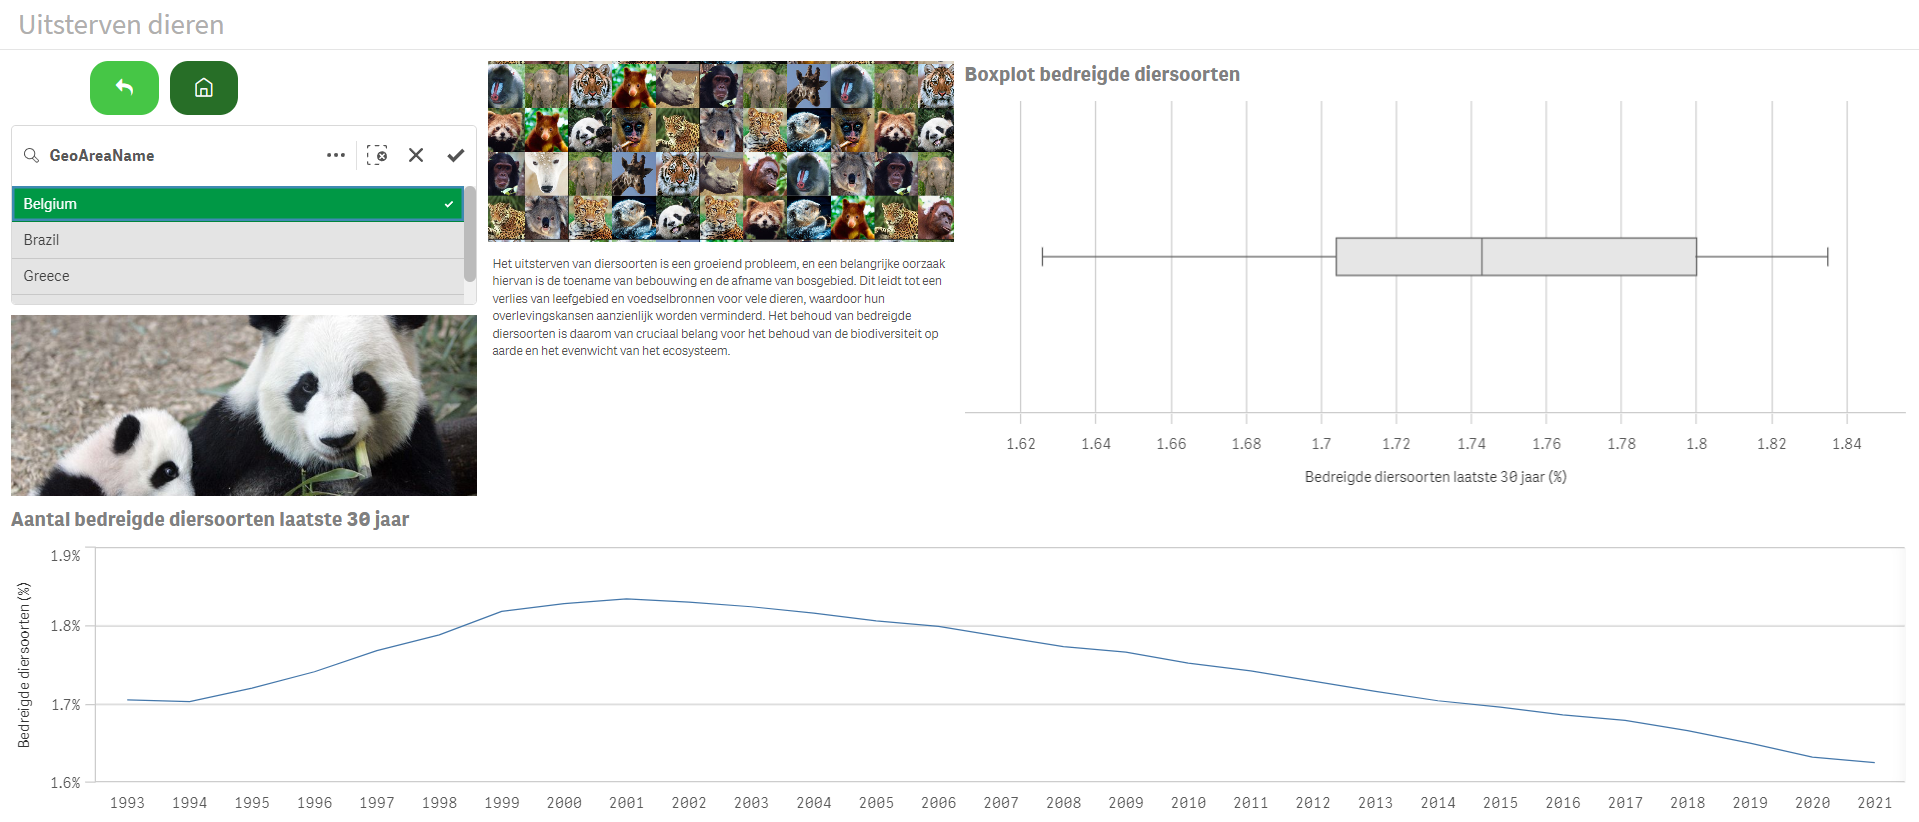 Uitsterven dieren
GeoAreaName
Belgium
Brazil
Greece
Het uitsterven van diersoorten is een groeiend probleem, en een belangrijke oorzaak
hiervan is de toename van bebouwing en de afname van bosgebied. Dit leidt tot een
verlies van leefgebied en voedselbronnen voor vele dieren, waardoor hun
overlevingskansen aanzienlijk worden verminderd. Het behoud van bedreigde
diersoorten is daarom van cruciaal belang voor het behoud van de biodiversiteit op
aarde en het evenwicht van het ecosysteem.
Boxplot bedreigde diersoorten
1.62 1.64 1.66 1.68 1.7 1.72 1.74 1.76 1.78 1.8 1.82 1.84
Bedreigde diersoorten laatste 30 jaar (%)
Aantal bedreigde diersoorten laatste 30 jaar
Bedreigde diersoorten (%)
1.9%
1.8%
1.7%
1.6%
1993 1994 1995 1996 1997 1998 1999 2000 2001 2002 2003 2004 2005 2006 2007 2008 2009 2010 2011 2012 2013 2014 2015 2016 2017 2018 2019 2020 2021